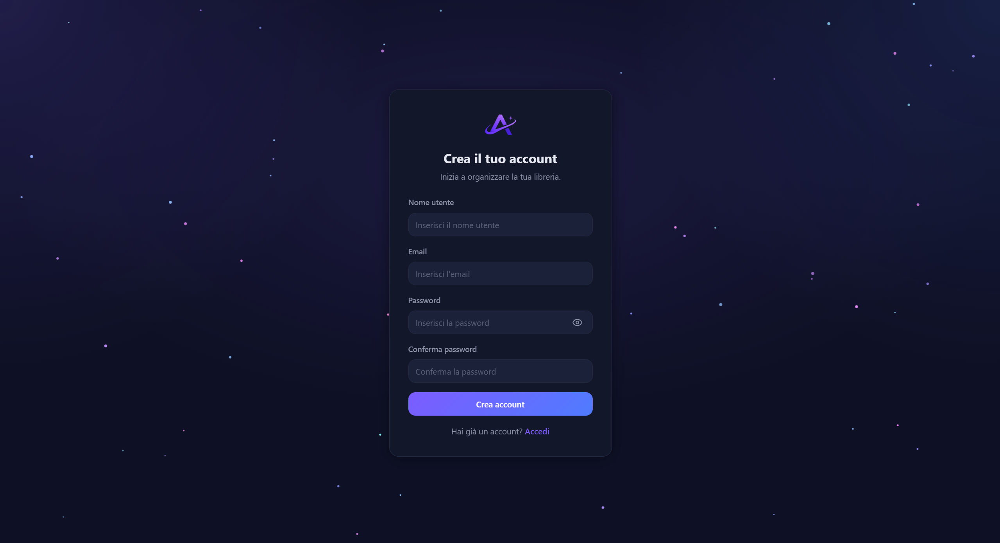 Crea il tuo account
Inizia a organizzare la tua libreria.
Nome utente
Inserisci il nome utente
Email
Inserisci l'email
Password
Inserisci la password
Conferma password
Conferma la password
Crea account
Hai già un account? Accedi